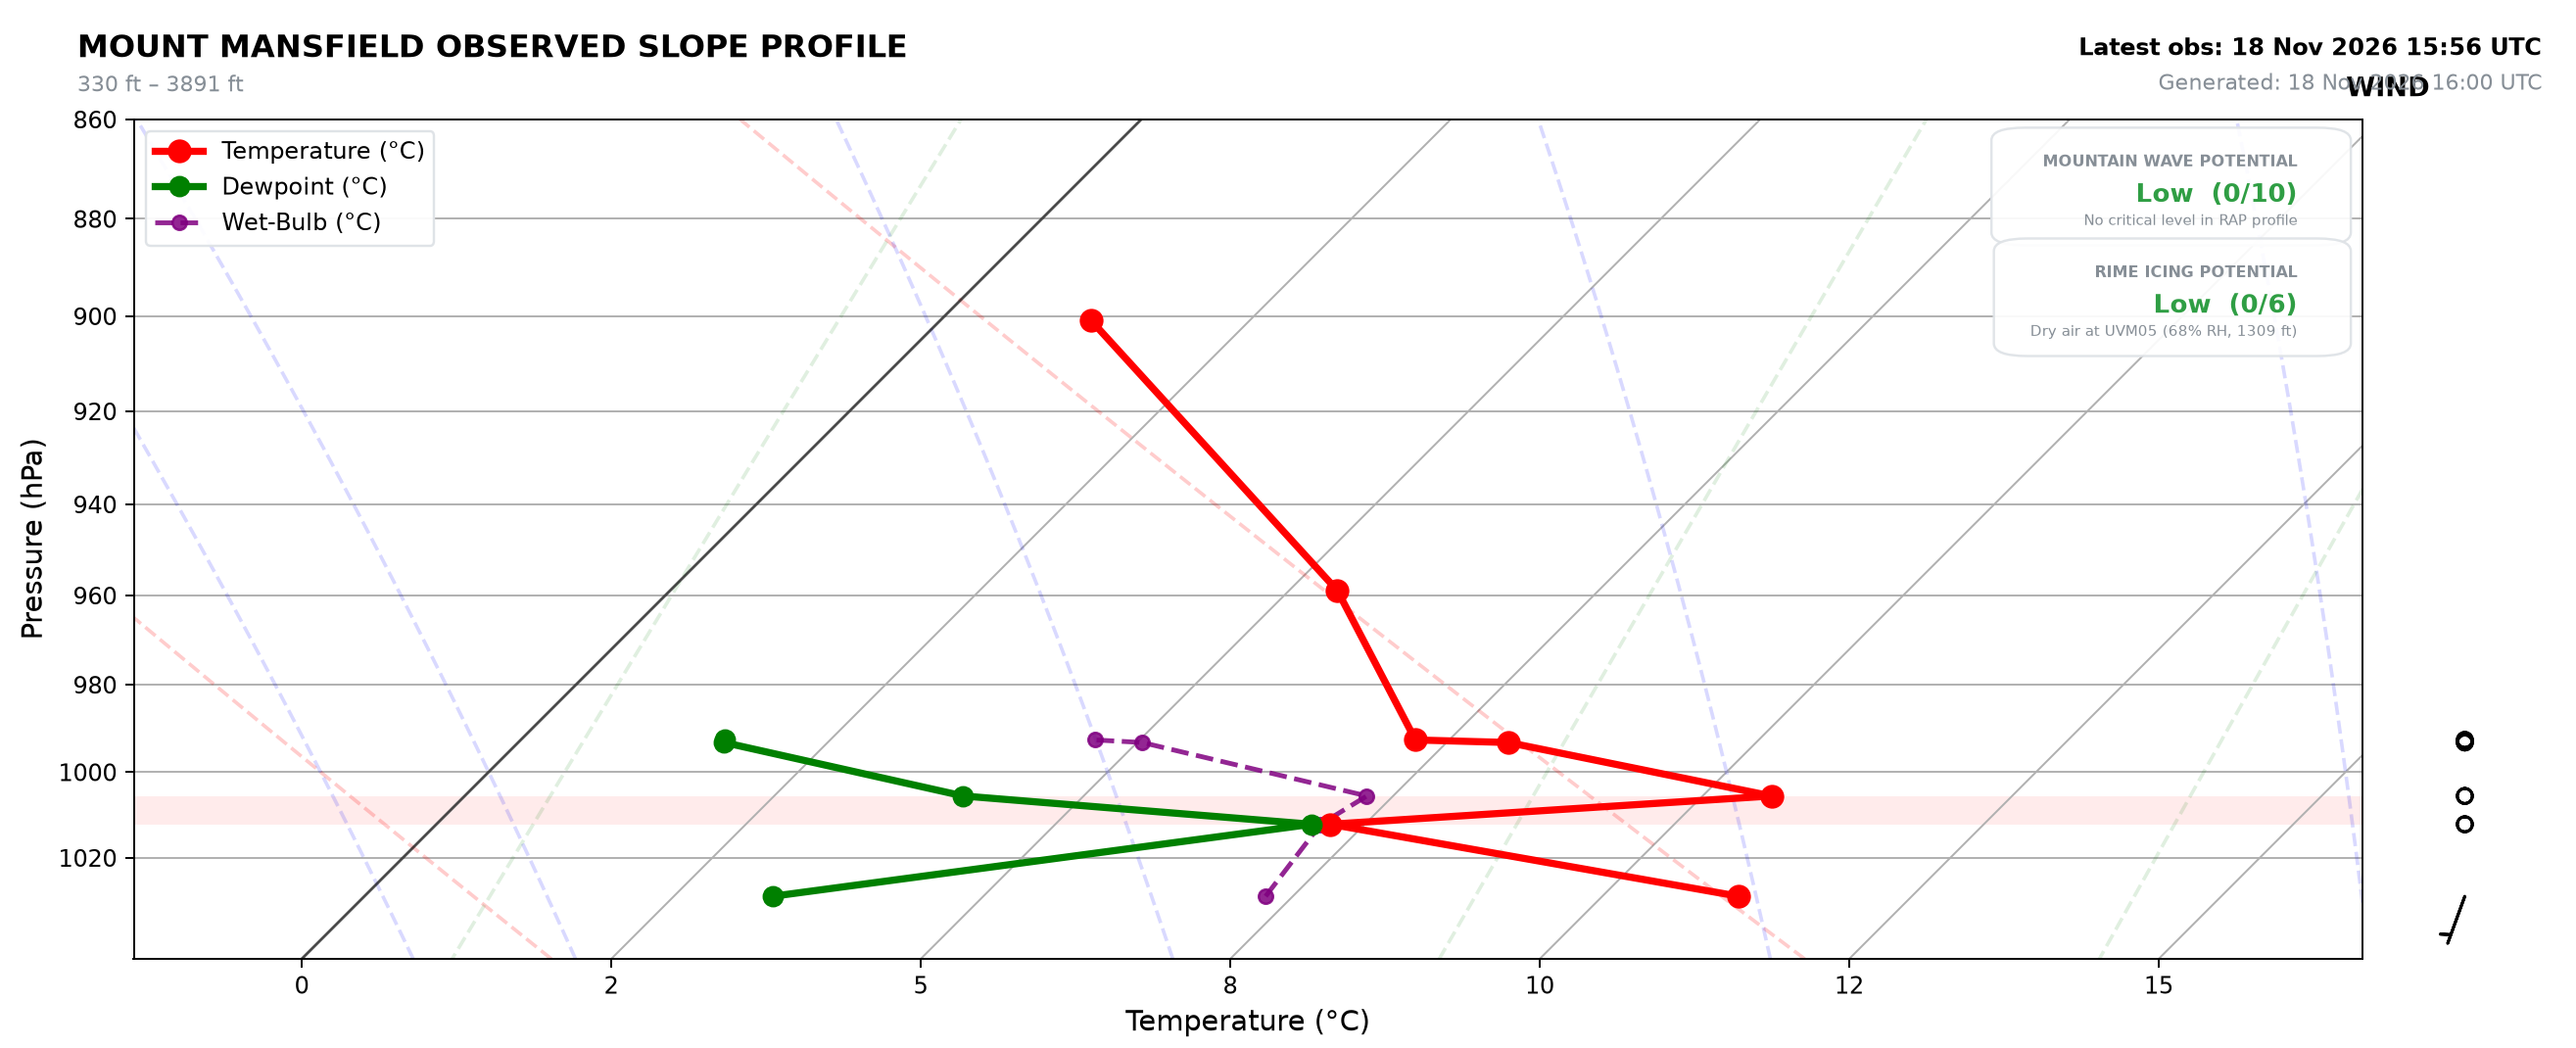 MOUNT MANSFIELD OBSERVED SLOPE PROFILE
330 ft – 3891 ft
Latest obs: 18 Nov 2026 15:56 UTC
Generated: 18 Nov 2026 16:00 UTC
WIND
Temperature (°C)
Dewpoint (°C)
Wet-Bulb (°C)
MOUNTAIN WAVE POTENTIAL
Low (0/10)
No critical level in RAP profile
RIME ICING POTENTIAL
Low (0/6)
Dry air at UVM05 (68% RH, 1309 ft)
Pressure (hPa)
860
880
900
920
940
960
980
1000
1020
0 2 5 8 10 12 15
Temperature (°C)